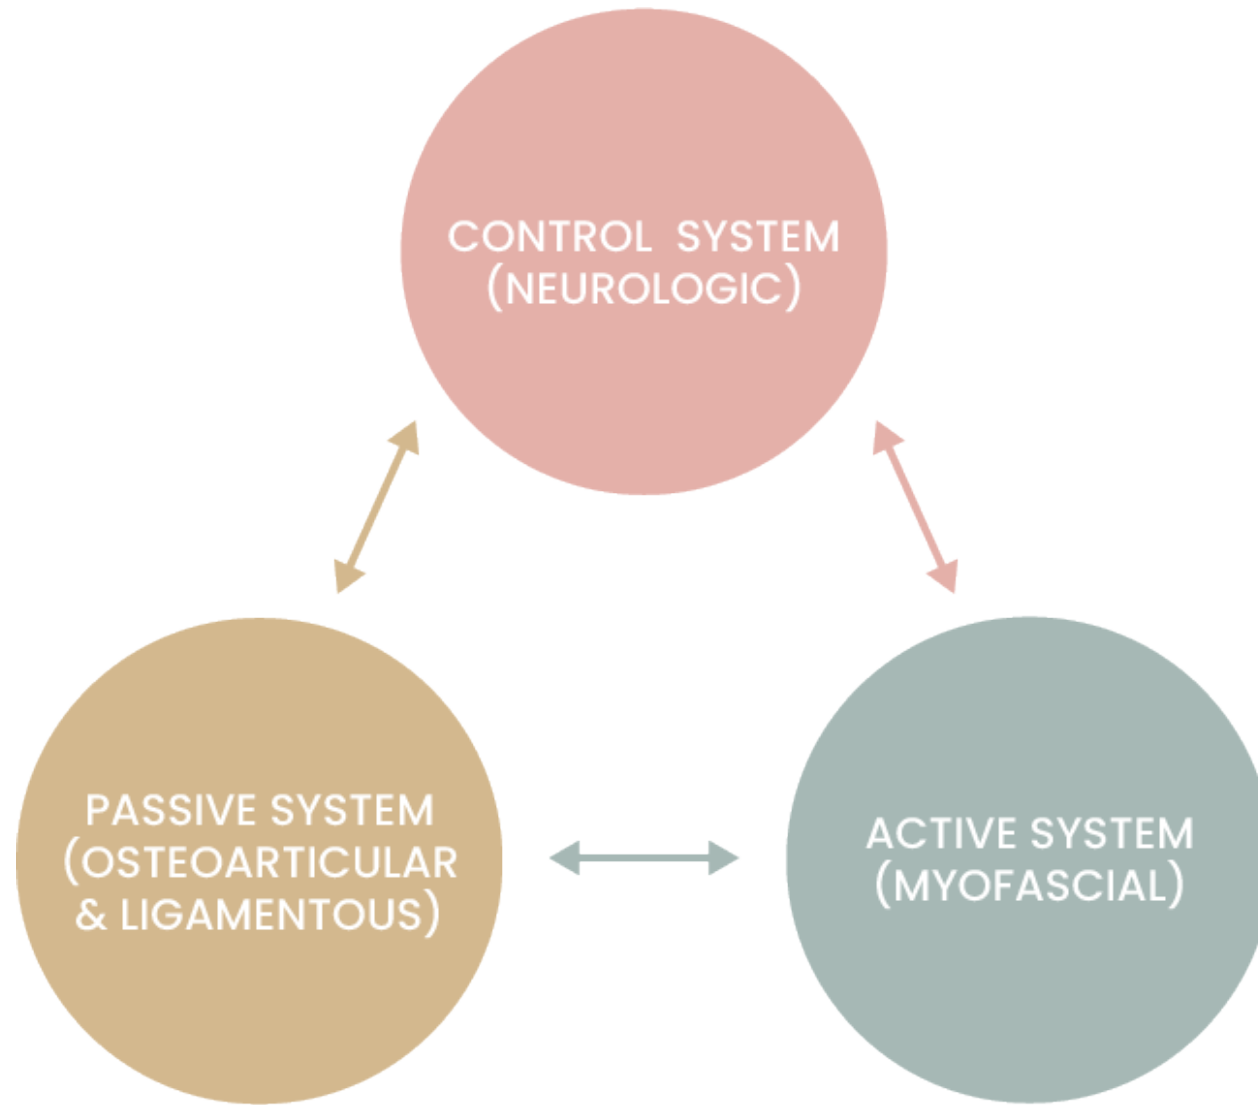 CONTROL SYSTEM
(NEUROLOGIC)
PASSIVE SYSTEM
(OSTEOARTICULAR
& LIGAMENTOUS)
ACTIVE SYSTEM
(MYOFASCIAL)